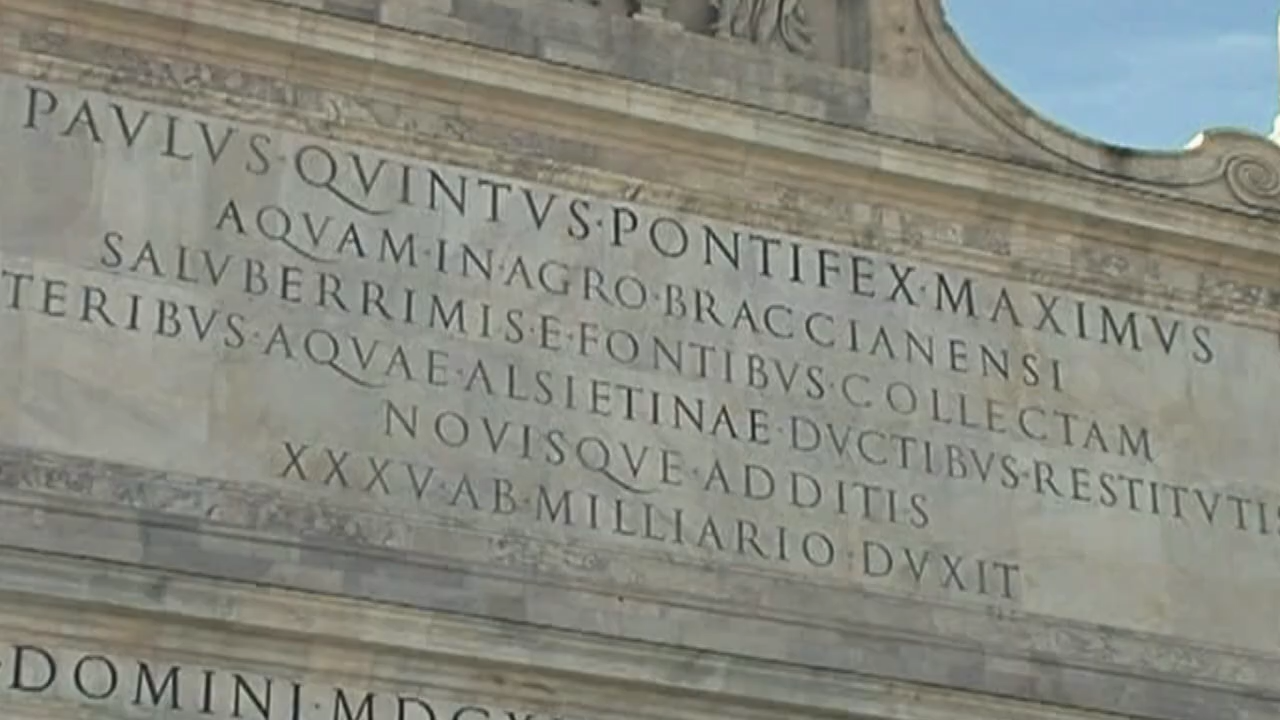 PAVLVS·QVINTVS·PONTIFEX·MAXIMVS
AQVAM·IN·AGRO·BRACCIANENSI
SALVBERRIMIS·E·FONTIBVS·COLLECTAM
TERIBVS·AQVAE·ALSIETINAE·DVCTIBVS·RESTITVTIS
NOVISQVE·ADDITIS
XXXV·AB·MILLIARIO·DVXIT
·DOMINI·